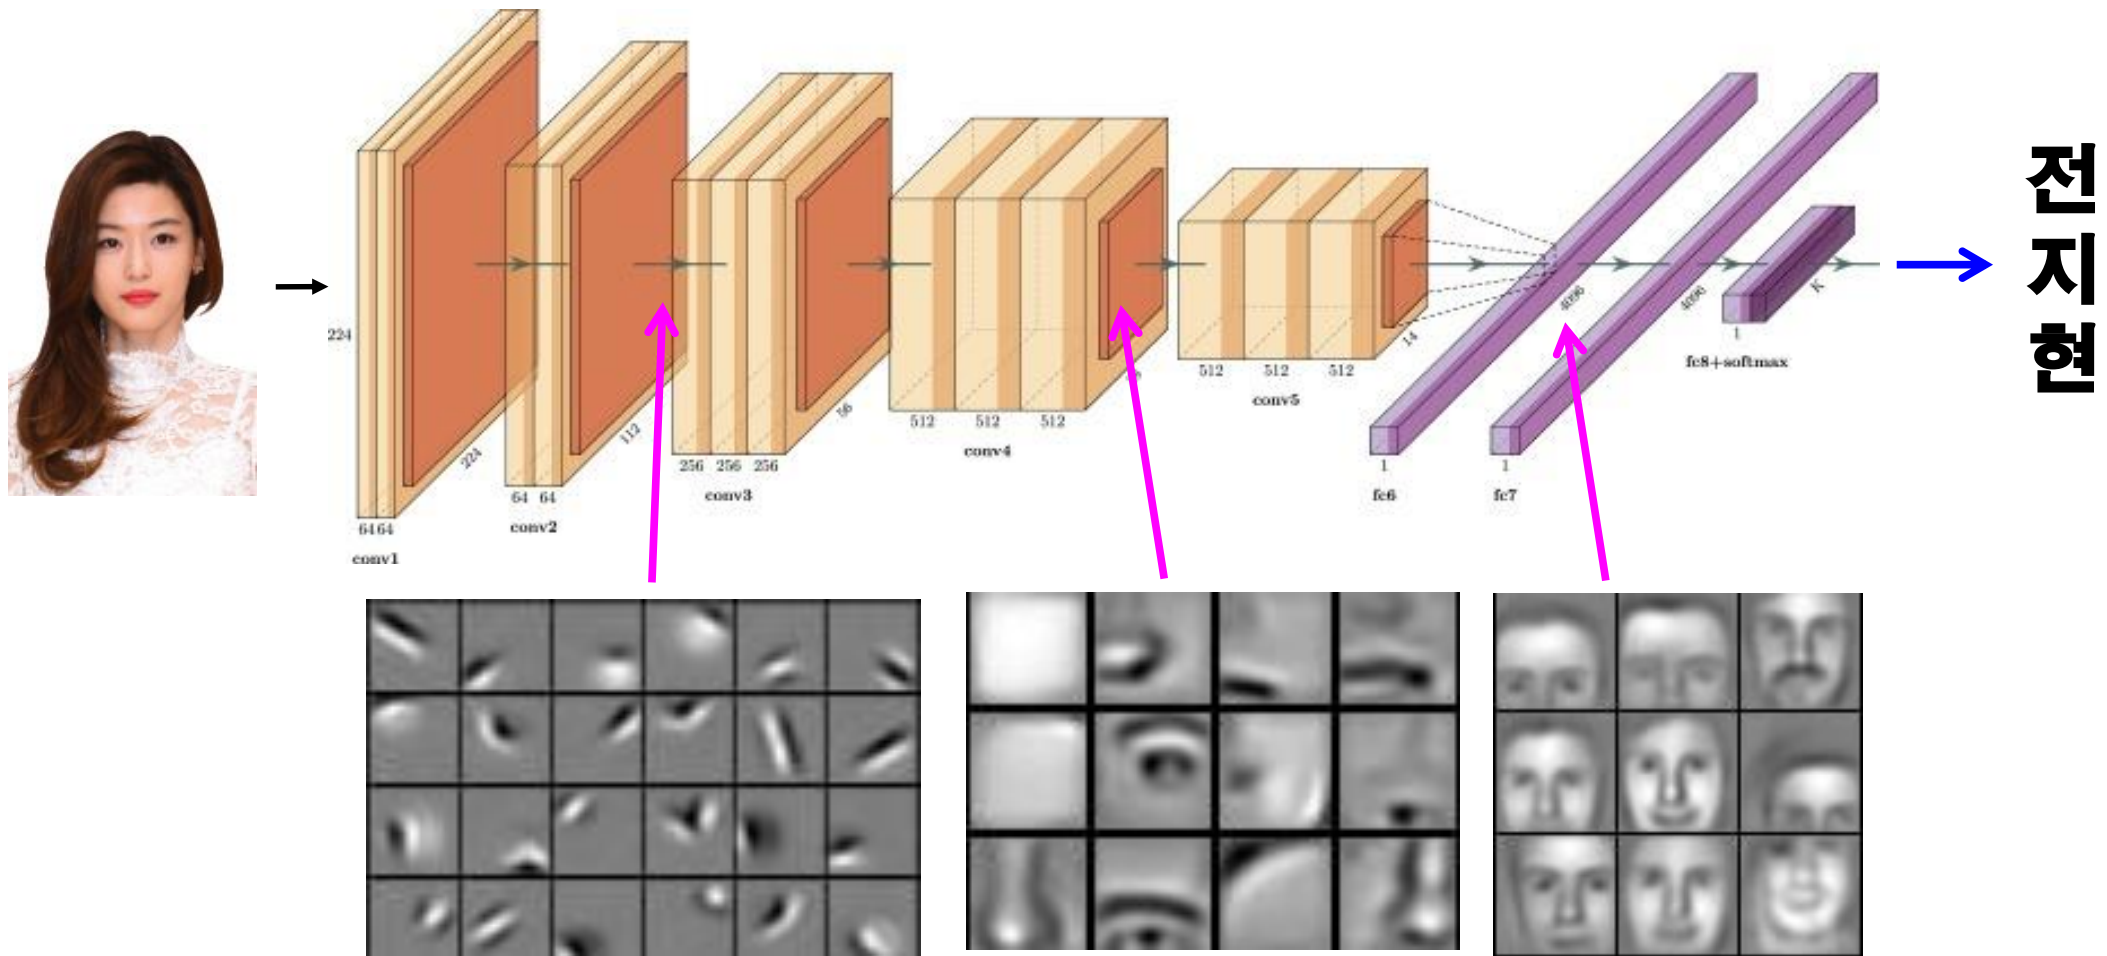 224
224
64 64
conv1
112
64 64
conv2
56
256 256 256
conv3
512 512 512
conv4
14
512 512 512
conv5
1
fc6
4096
1
fc7
4096
1
fc8+softmax
K
전
지
현